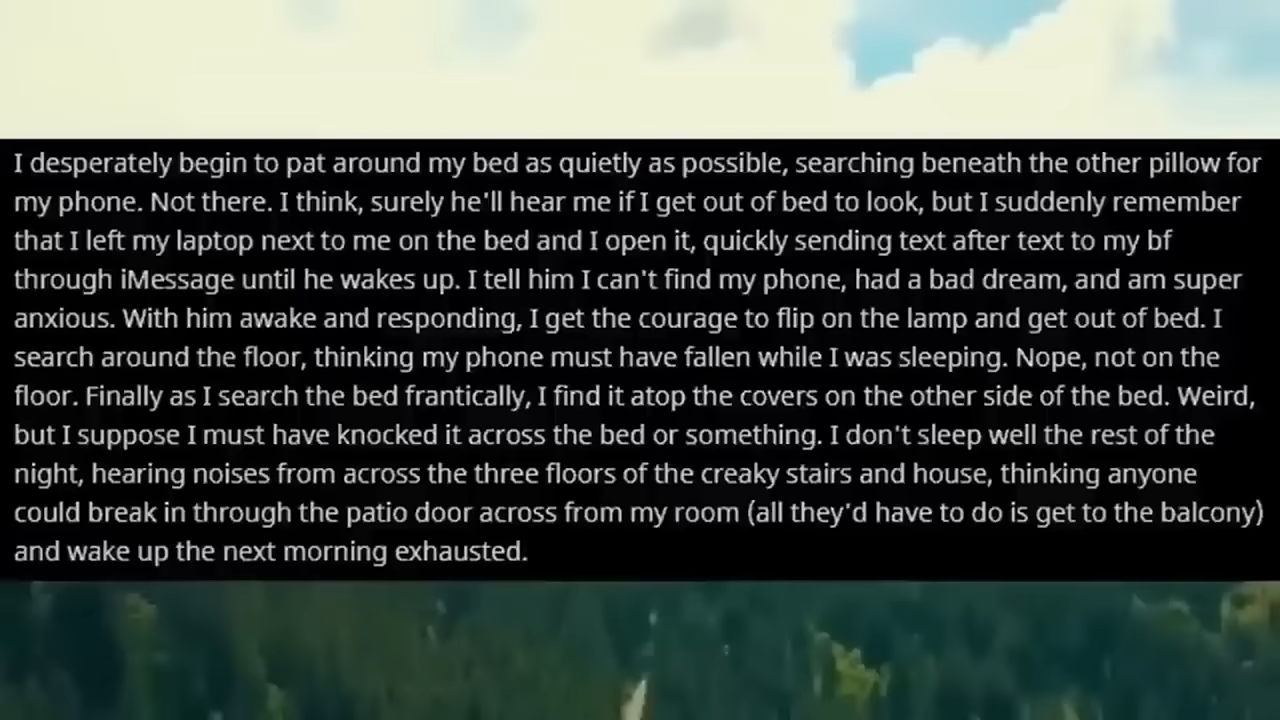 I desperately begin to pat around my bed as quietly as possible, searching beneath the other pillow for
my phone. Not there. I think, surely he'll hear me if I get out of bed to look, but I suddenly remember
that I left my laptop next to me on the bed and I open it, quickly sending text after text to my bf
through iMessage until he wakes up. I tell him I can't find my phone, had a bad dream, and am super
anxious. With him awake and responding, I get the courage to flip on the lamp and get out of bed. I
search around the floor, thinking my phone must have fallen while I was sleeping. Nope, not on the
floor. Finally as I search the bed frantically, I find it atop the covers on the other side of the bed. Weird,
but I suppose I must have knocked it across the bed or something. I don't sleep well the rest of the
night, hearing noises from across the three floors of the creaky stairs and house, thinking anyone
could break in through the patio door across from my room (all they'd have to do is get to the balcony)
and wake up the next morning exhausted.